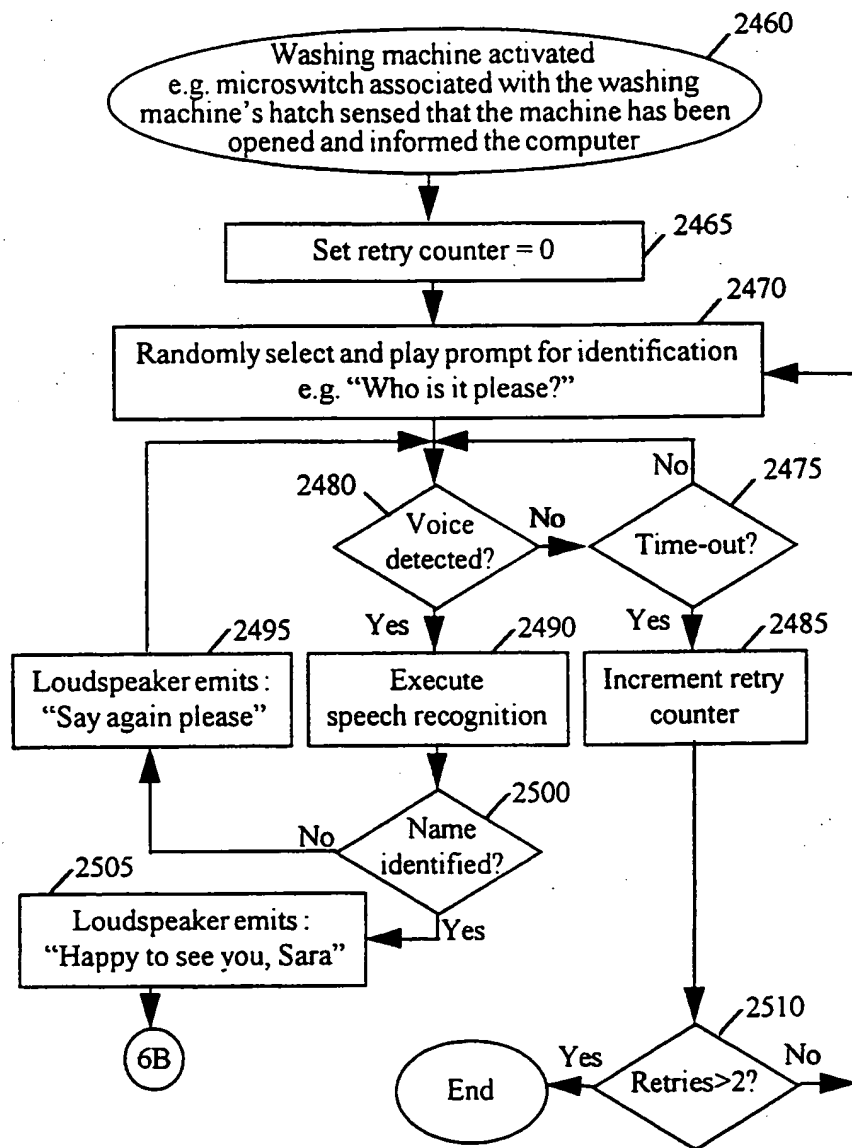 2460
Washing machine activated
e.g. microswitch associated with the washing
machine's hatch sensed that the machine has been
opened and informed the computer
2465
Set retry counter = 0
2470
Randomly select and play prompt for identification
e.g. “Who is it please?”
No
2475
2480
Voice
detected?
No
Time-out?
Yes
Yes
2495
2490
2485
Loudspeaker emits :
“Say again please”
Execute
speech recognition
Increment retry
counter
2500
No
Name
identified?
2505
Yes
Loudspeaker emits :
“Happy to see you, Sara”
6B
2510
Yes
No
End
Retries>2?